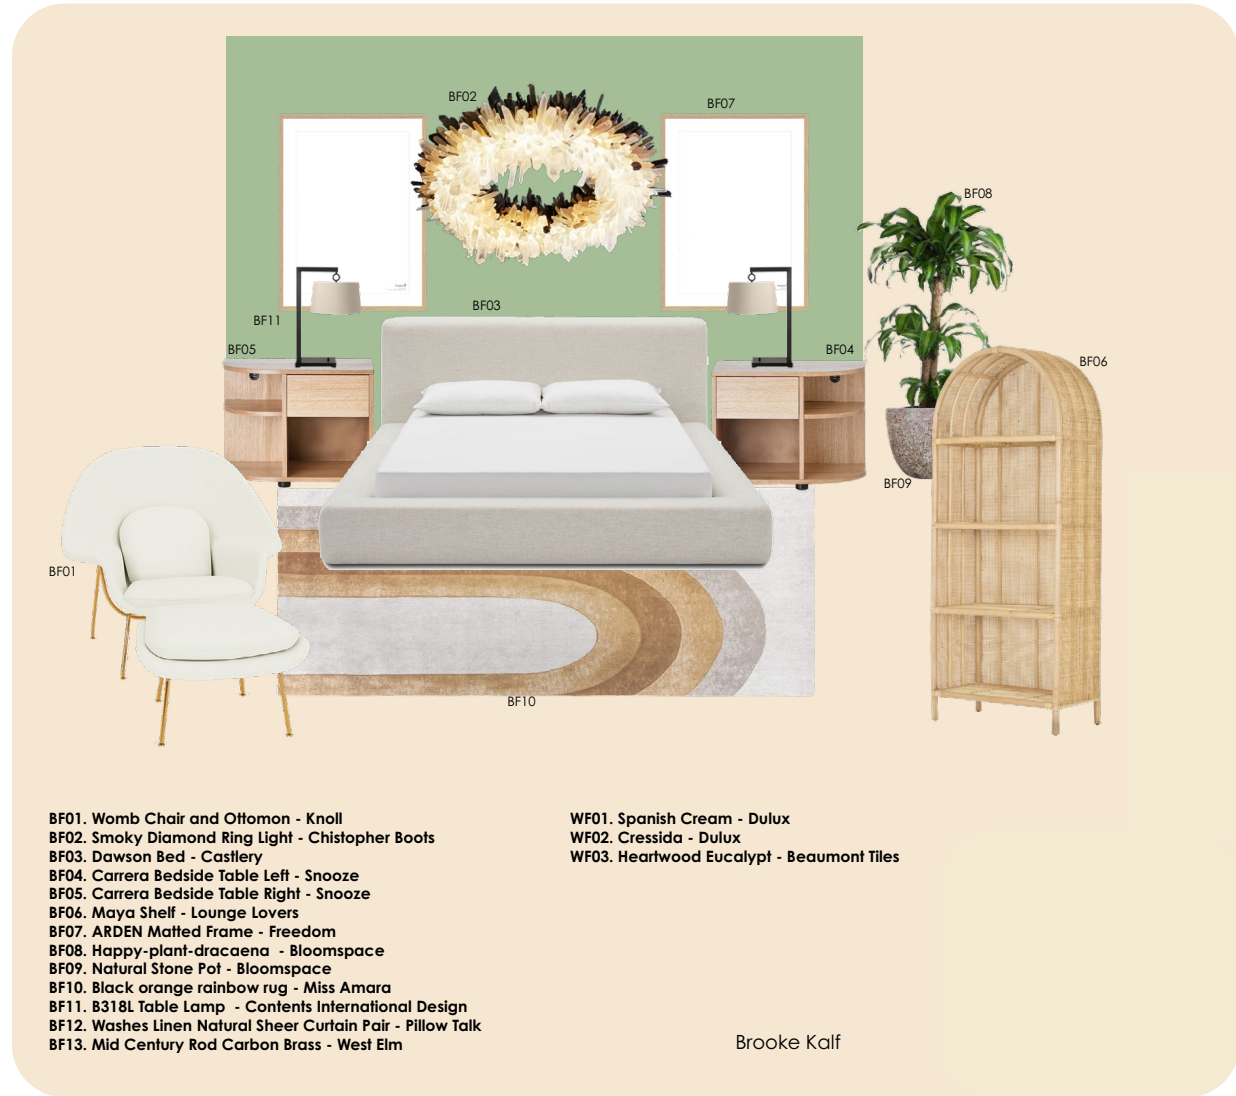 BF02
BF07
BF08
BF03
BF11
BF05
BF04
BF06
BF09
BF01
BF10
BF01. Womb Chair and Ottomon - Knoll
BF02. Smoky Diamond Ring Light - Chistopher Boots
BF03. Dawson Bed - Castlery
BF04. Carrera Bedside Table Left - Snooze
BF05. Carrera Bedside Table Right - Snooze
BF06. Maya Shelf - Lounge Lovers
BF07. ARDEN Matted Frame - Freedom
BF08. Happy-plant-dracaena  - Bloomspace
BF09. Natural Stone Pot - Bloomspace
BF10. Black orange rainbow rug - Miss Amara
BF11. B318L Table Lamp  - Contents International Design
BF12. Washes Linen Natural Sheer Curtain Pair - Pillow Talk
BF13. Mid Century Rod Carbon Brass - West Elm
WF01. Spanish Cream - Dulux
WF02. Cressida - Dulux
WF03. Heartwood Eucalypt - Beaumont Tiles
Brooke Kalf